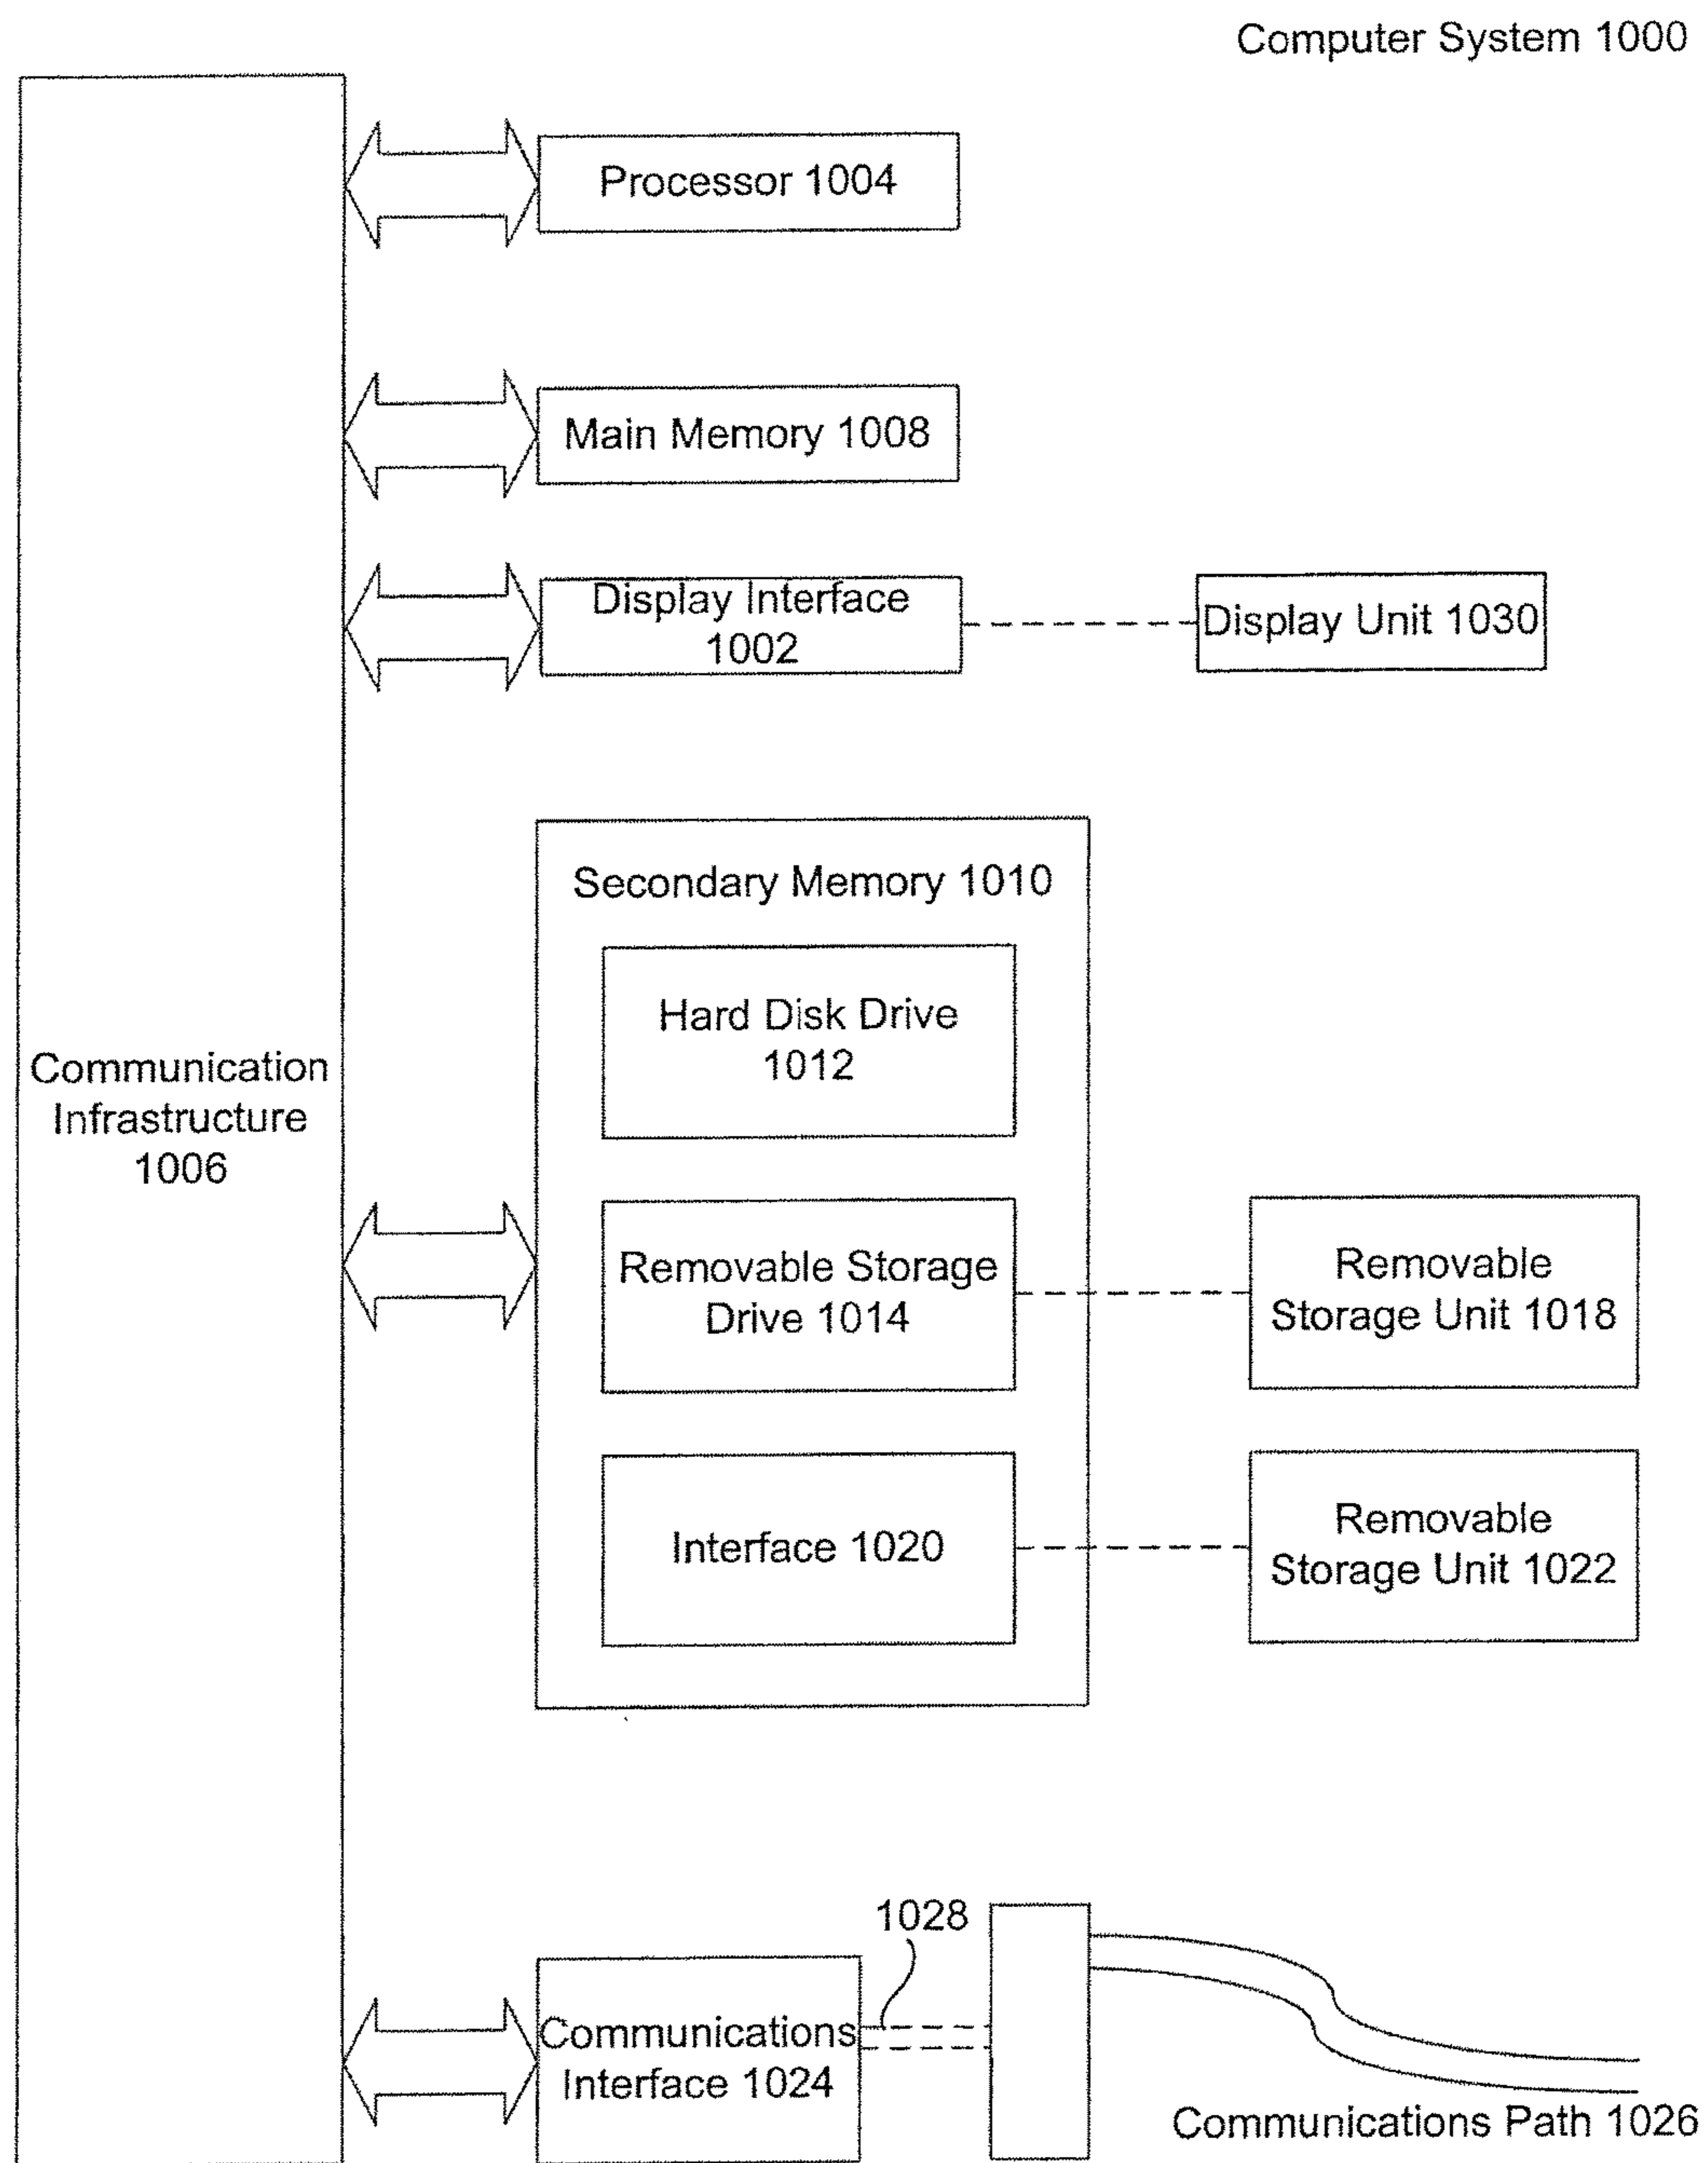 Computer System 1000
Processor 1004
Main Memory 1008
Display Interface
1002
Display Unit 1030
Secondary Memory 1010
Hard Disk Drive
1012
Communication
Infrastructure
1006
Removable Storage
Drive 1014
Removable
Storage Unit 1018
Interface 1020
Removable
Storage Unit 1022
1028
Communications
Interface 1024
Communications Path 1026